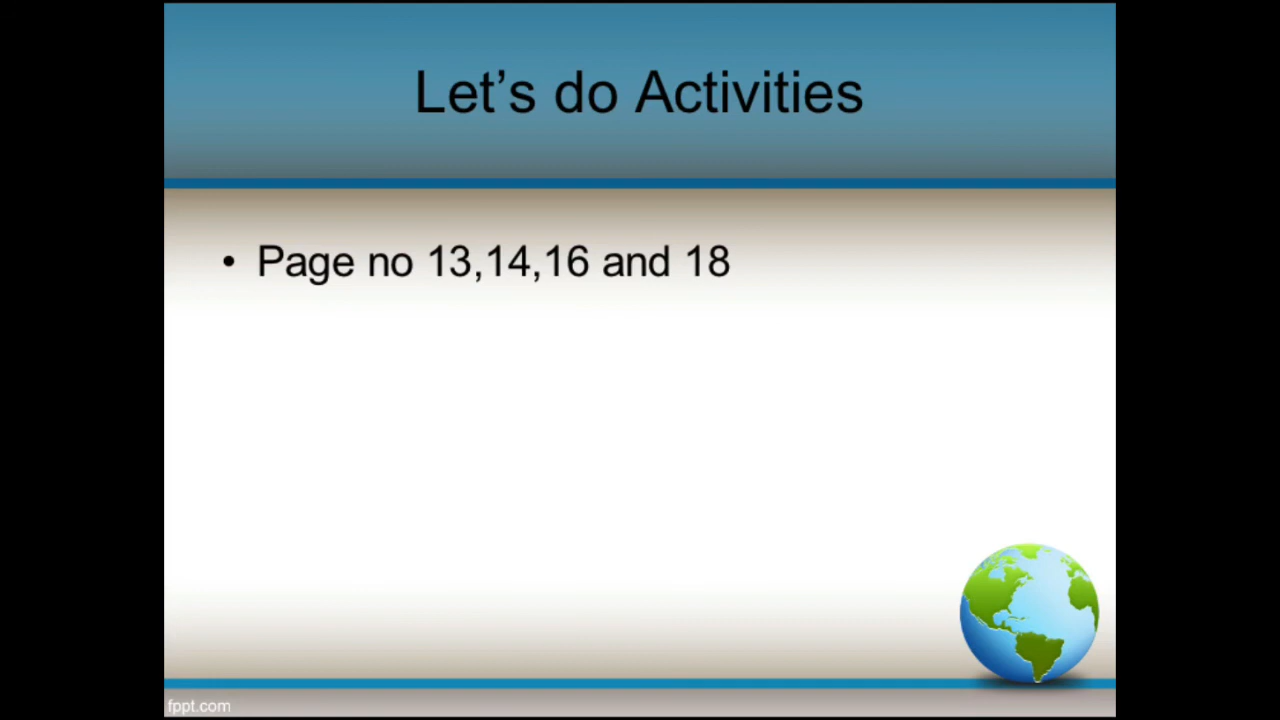 Let’s do Activities
• Page no 13,14,16 and 18
fppt.com